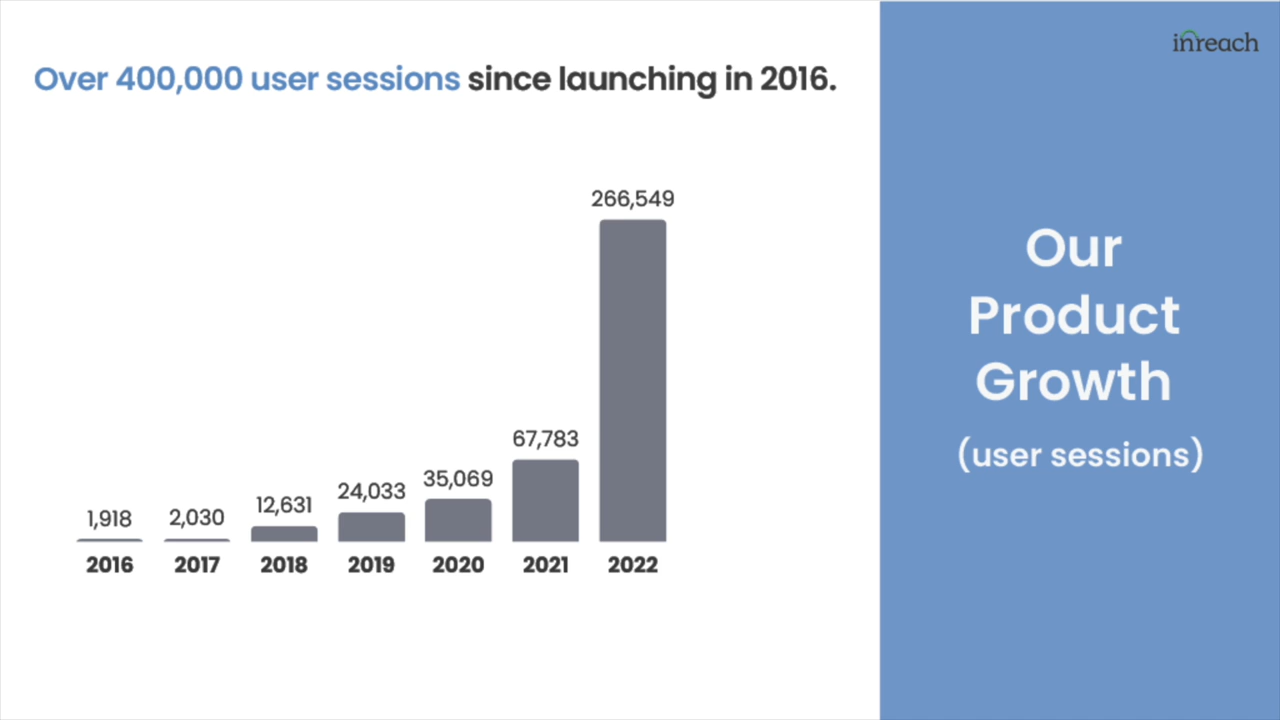 inreach
Over 400,000 user sessions since launching in 2016.
266,549
67,783
35,069
24,033
12,631
2,030
1,918
2016 2017 2018 2019 2020 2021 2022
Our
Product
Growth
(user sessions)